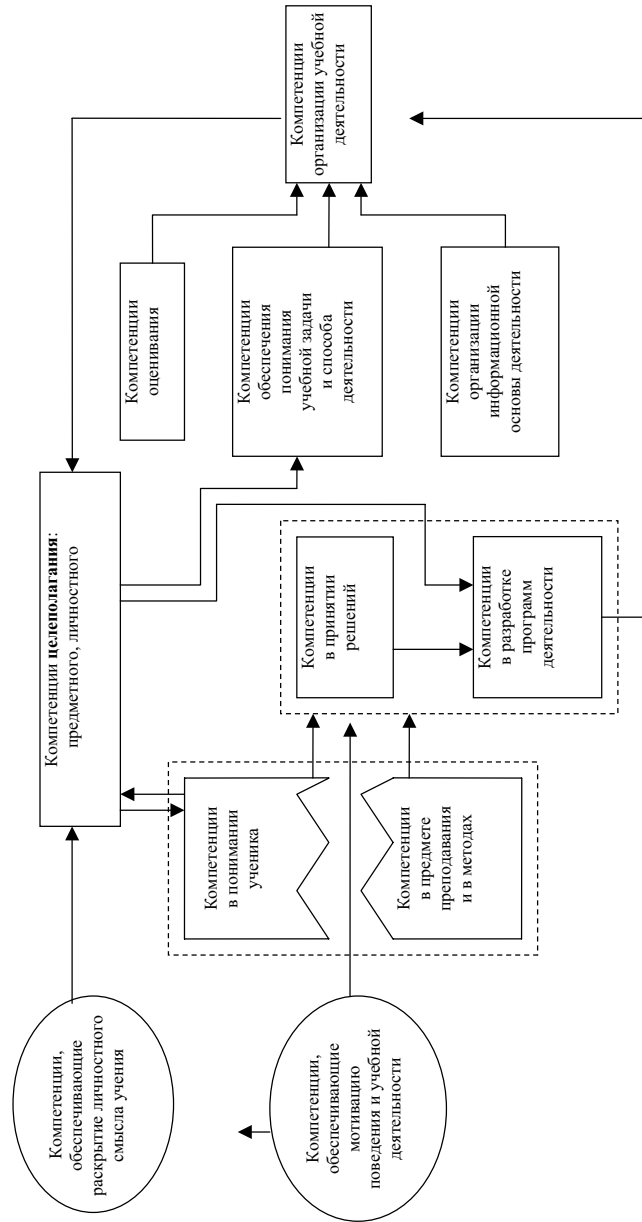 Компетенции,
обеспечивающие
раскрытие личностного
смысла учения
Компетенции,
обеспечивающие
мотивацию
поведения и учебной
деятельности
Компетенции целеполагания:
предметного, личностного
Компетенции
в понимании
ученика
Компетенции
в предмете
преподавания
и в методах
Компетенции
в принятии
решений
Компетенции
в разработке
программ
деятельности
Компетенции
оценивания
Компетенции
обеспечения
понимания
учебной задачи
и способа
деятельности
Компетенции
организации
информационной
основы деятельности
Компетенции
организации учебной
деятельности